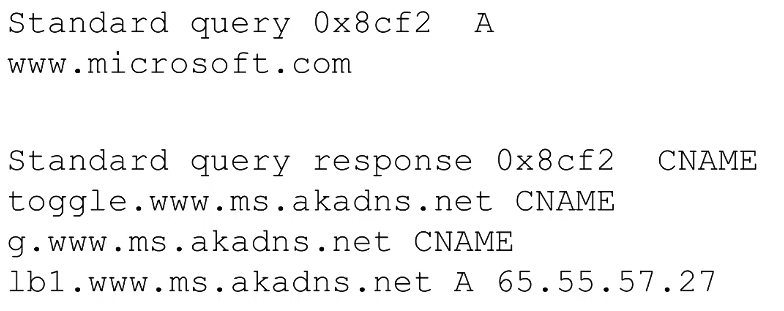 Standard query 0x8cf2  A
www.microsoft.com
Standard query response 0x8cf2  CNAME
toggle.www.ms.akadns.net CNAME
g.www.ms.akadns.net CNAME
lb1.www.ms.akadns.net A 65.55.57.27